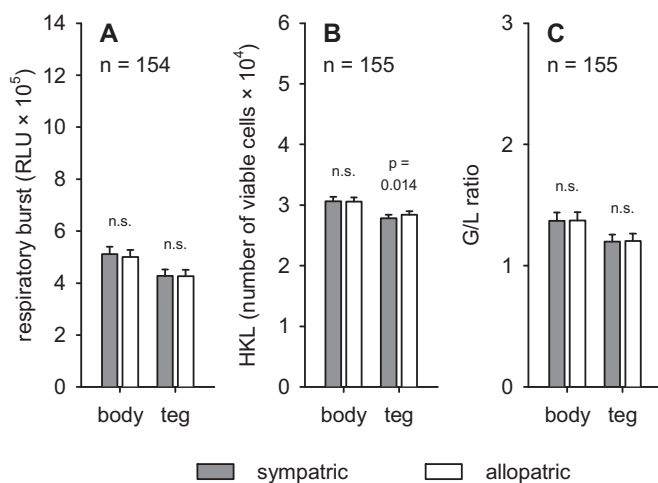 A
n = 154
respiratory burst (RLU × 10⁵)
14
12
10
8
6
4
2
0
n.s.
n.s.
body teg
B
n = 155
HKL (number of viable cells × 10⁴)
6
5
4
3
2
1
0
n.s.
p =
0.014
body teg
C
n = 155
G/L ratio
3
2
1
0
n.s.
n.s.
body teg
sympatric allopatric